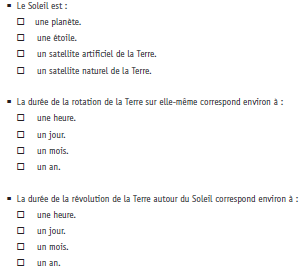 ▪ Le Soleil est :
☐ une planète.
☐ une étoile.
☐ un satellite artificiel de la Terre.
☐ un satellite naturel de la Terre.
▪ La durée de la rotation de la Terre sur elle-même correspond environ à :
☐ une heure.
☐ un jour.
☐ un mois.
☐ un an.
▪ La durée de la révolution de la Terre autour du Soleil correspond environ à :
☐ une heure.
☐ un jour.
☐ un mois.
☐ un an.